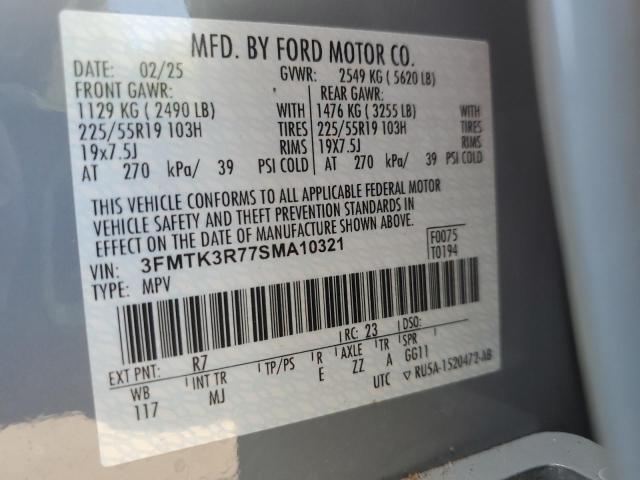 MFD. BY FORD MOTOR CO.
DATE: 02/25 GVWR: 2549 KG ( 5620 LB)
FRONT GAWR: REAR GAWR:
1129 KG ( 2490 LB) WITH 1476 KG ( 3255 LB) WITH
225/55R19 103H TIRES 225/55R19 103H TIRES
19x7.5J RIMS 19X7.5J RIMS
AT 270 kPa/ 39 PSI COLD AT 270 kPa/ 39 PSI COLD
THIS VEHICLE CONFORMS TO ALL APPLICABLE FEDERAL MOTOR
VEHICLE SAFETY AND THEFT PREVENTION STANDARDS IN
EFFECT ON THE DATE OF MANUFACTURE SHOWN ABOVE.
VIN: 3FMTK3R77SMA10321 F0075
TYPE: MPV T0194
EXT PNT: R7 RC: 23 DSO:
WB INT TR TP/PS R AXLE TR SPR
117 MJ E ZZ A GG11
UTC ▽ RU5A-1520472-AB